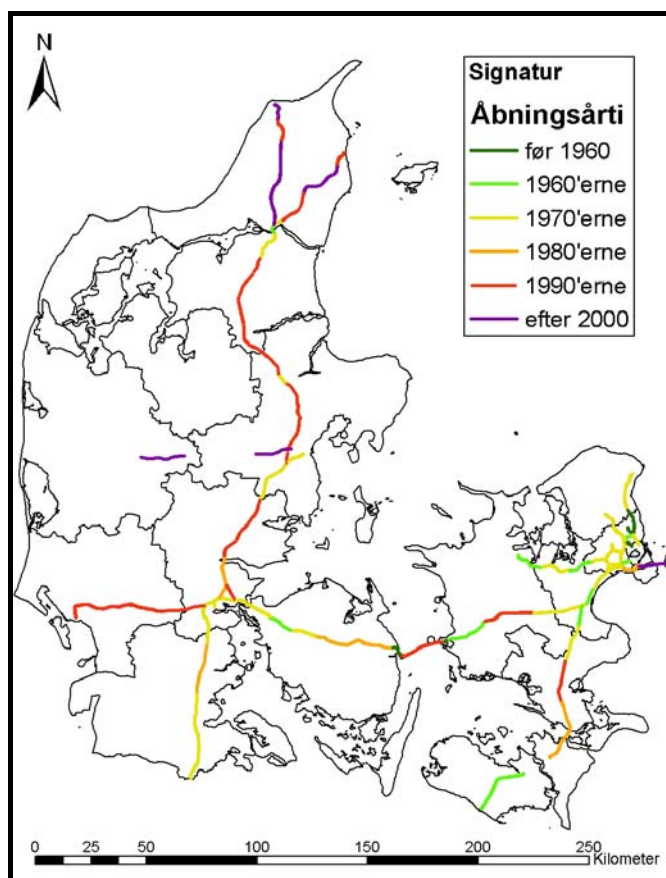 N
Signatur
Åbningsårti
før 1960
1960'erne
1970'erne
1980'erne
1990'erne
efter 2000
0 50 100 150 200 250
Kilometer